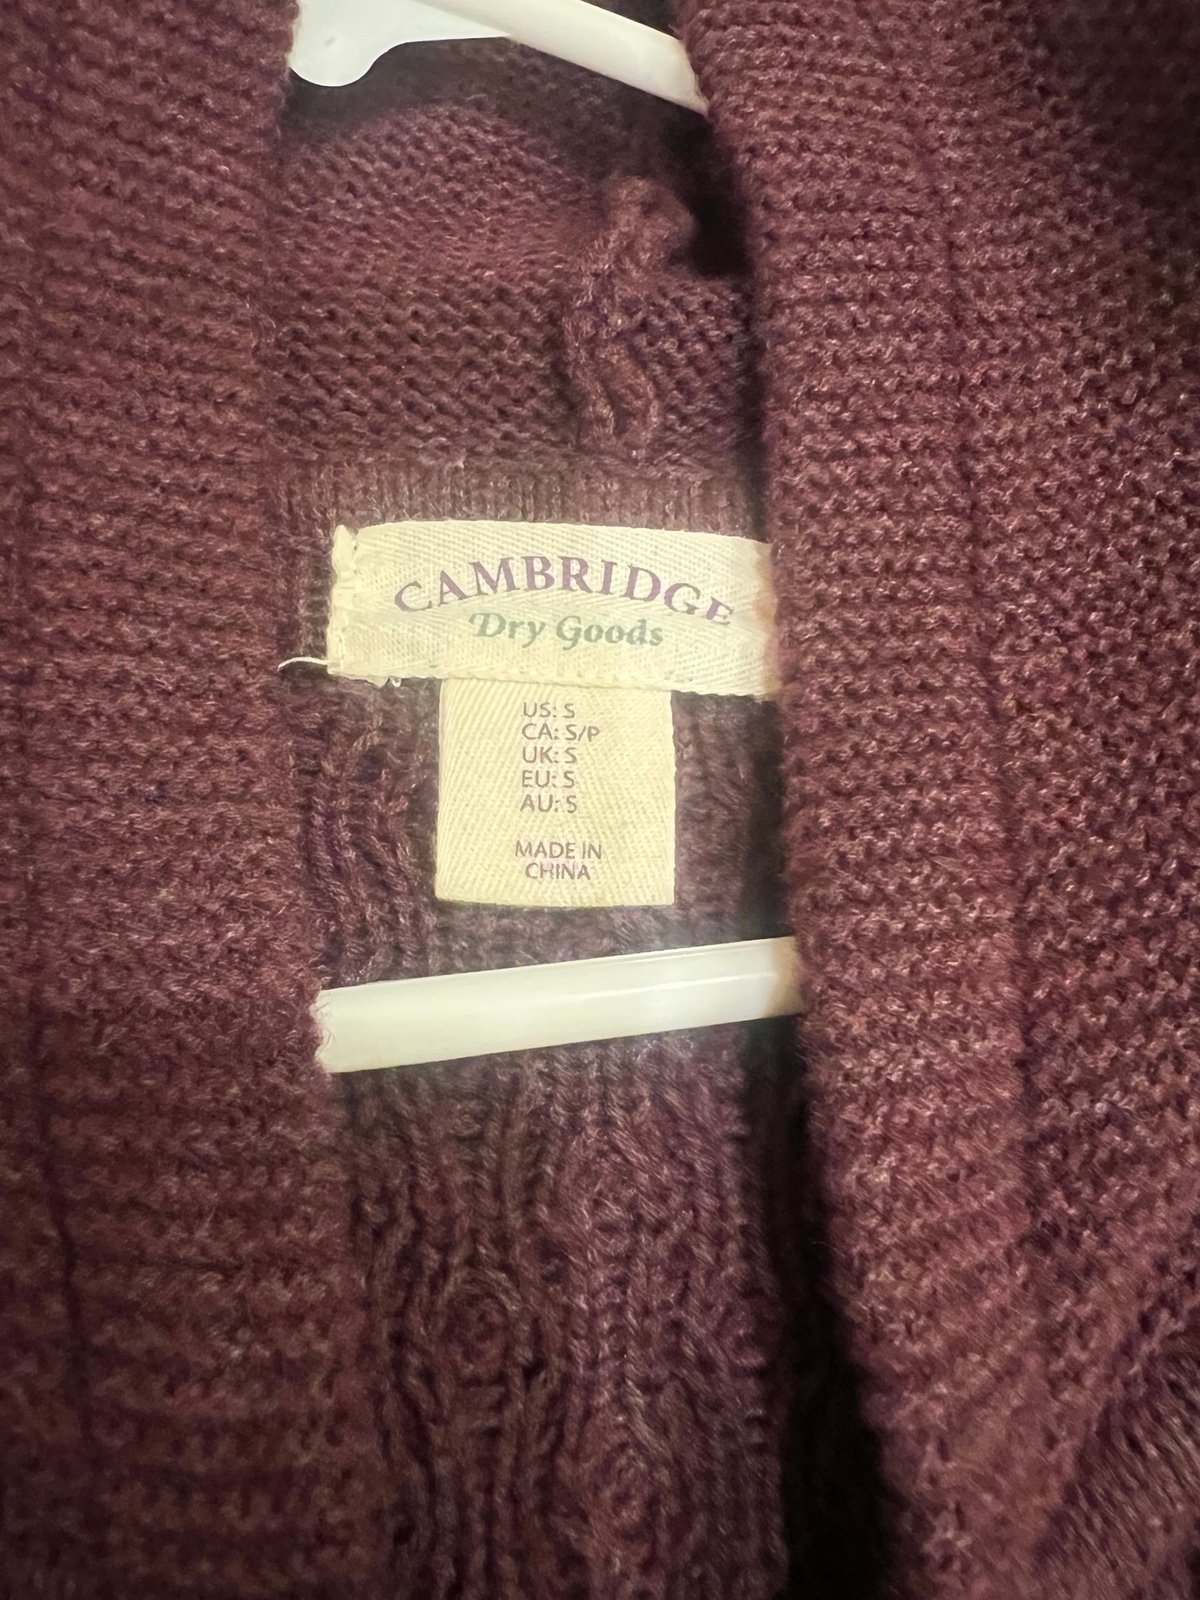 CAMBRIDGE
Dry Goods
US: S
CA: S/P
UK: S
EU: S
AU: S
MADE IN
CHINA